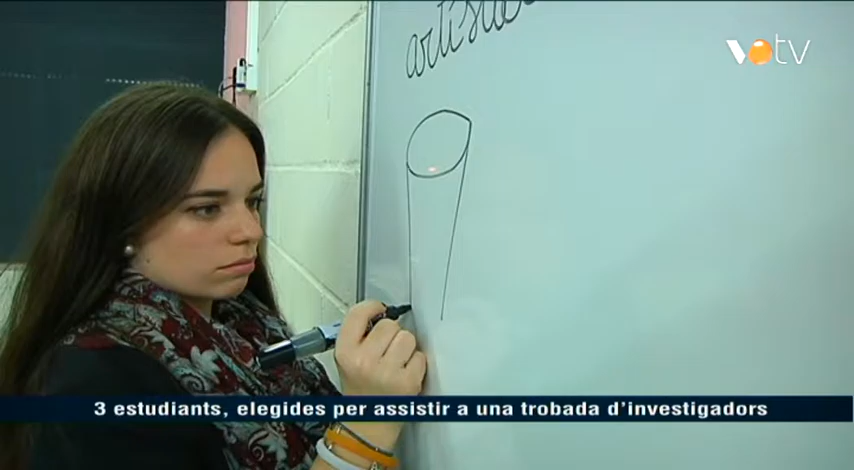 votv
3 estudiants, elegides per assistir a una trobada d'investigadors